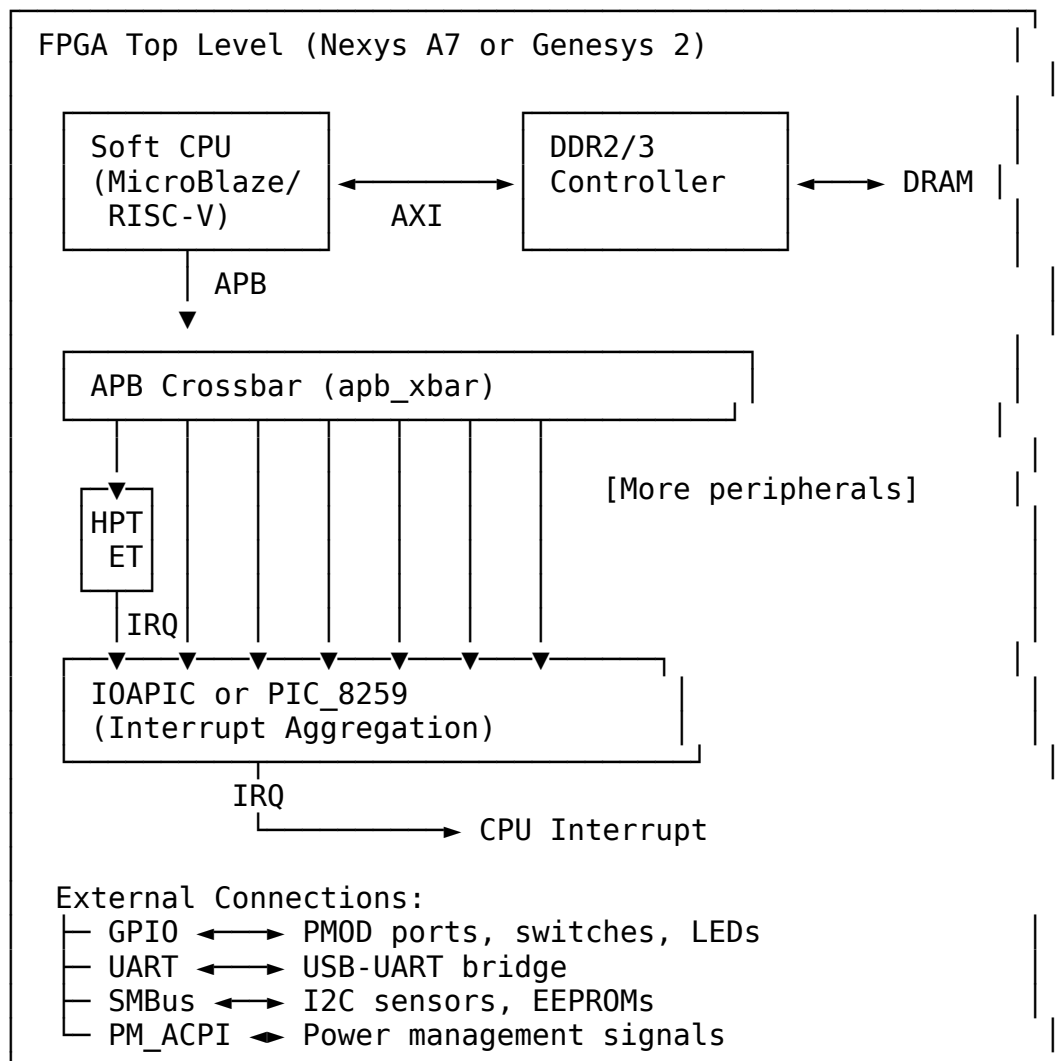 FPGA Top Level (Nexys A7 or Genesys 2)
Soft CPU
(MicroBlaze/
RISC-V)
AXI
DDR2/3
Controller
DRAM
APB
APB Crossbar (apb_xbar)
[More peripherals]
HPT
ET
IRQ
IOAPIC or PIC_8259
(Interrupt Aggregation)
IRQ
CPU Interrupt
External Connections:
GPIO PMOD ports, switches, LEDs
UART USB-UART bridge
SMBus I2C sensors, EEPROMs
PM_ACPI Power management signals